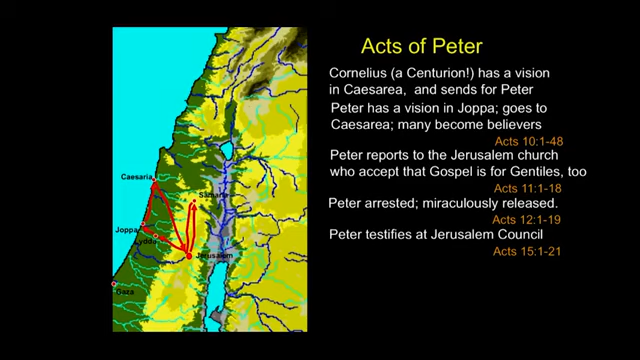 Acts of Peter
Cornelius (a Centurion!) has a vision
in Caesarea, and sends for Peter
Peter has a vision in Joppa; goes to
Caesarea; many become believers
Acts 10:1-48
Peter reports to the Jerusalem church
who accept that Gospel is for Gentiles, too
Acts 11:1-18
Peter arrested; miraculously released.
Acts 12:1-19
Peter testifies at Jerusalem Council
Acts 15:1-21
Caesaria
Samaria
Joppa
Lydda
Jerusalem
Gaza